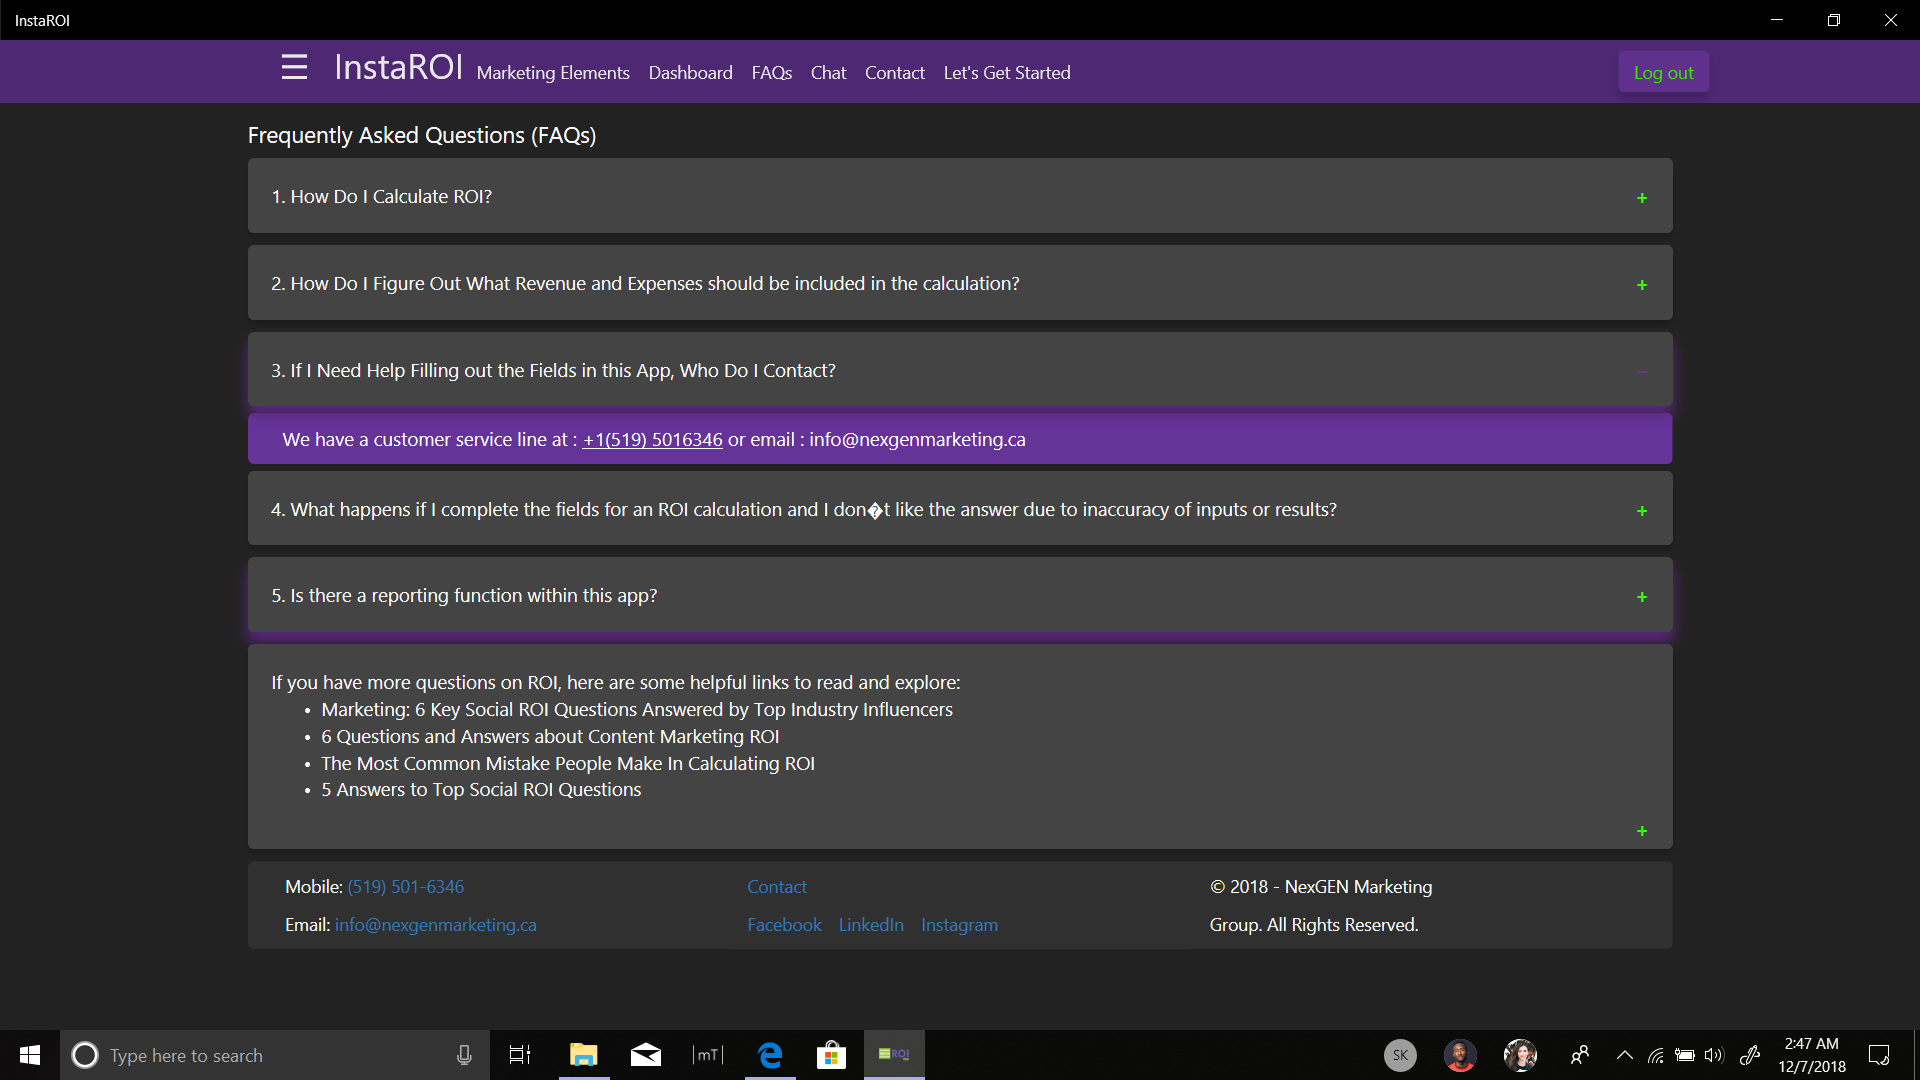 InstaROI
☰ InstaROI Marketing Elements Dashboard FAQs Chat Contact Let's Get Started Log out
Frequently Asked Questions (FAQs)
1. How Do I Calculate ROI? +
2. How Do I Figure Out What Revenue and Expenses should be included in the calculation? +
3. If I Need Help Filling out the Fields in this App, Who Do I Contact? −
We have a customer service line at : +1(519) 5016346 or email : info@nexgenmarketing.ca
4. What happens if I complete the fields for an ROI calculation and I don�t like the answer due to inaccuracy of inputs or results? +
5. Is there a reporting function within this app? +
If you have more questions on ROI, here are some helpful links to read and explore:
• Marketing: 6 Key Social ROI Questions Answered by Top Industry Influencers
• 6 Questions and Answers about Content Marketing ROI
• The Most Common Mistake People Make In Calculating ROI
• 5 Answers to Top Social ROI Questions
+
Mobile: (519) 501-6346 Contact © 2018 - NexGEN Marketing
Email: info@nexgenmarketing.ca Facebook LinkedIn Instagram Group. All Rights Reserved.
Type here to search |mT| ROI SK 2:47 AM
12/7/2018